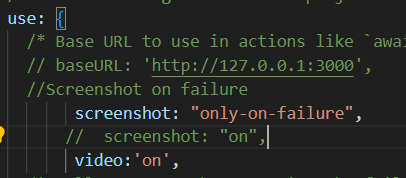 use: {
/* Base URL to use in actions like `awai
// baseURL: 'http://127.0.0.1:3000',
//Screenshot on failure
screenshot: "only-on-failure",
//  screenshot: "on",
video:'on',